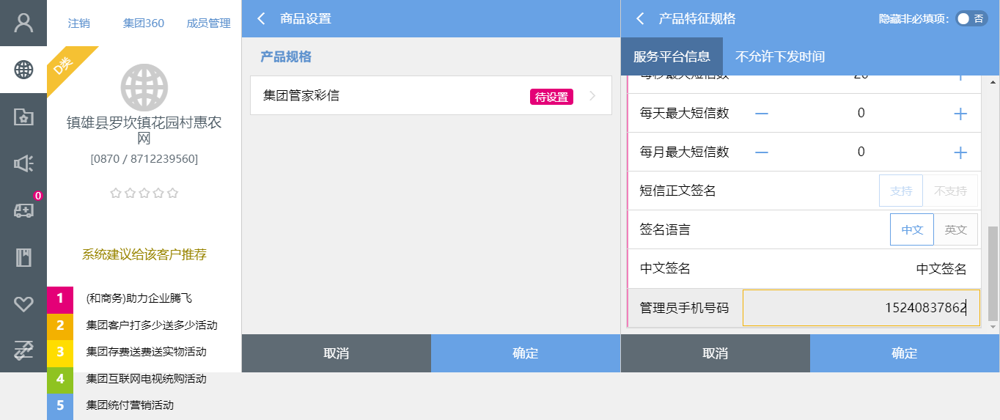 注销 集团360 成员管理
D类
镇雄县罗坎镇花园村惠农
网
[0870 / 8712239560]
0
系统建议给该客户推荐
1 (和商务)助力企业腾飞
2 集团客户打多少送多少活动
3 集团存费送费送实物活动
4 集团互联网电视统购活动
5 集团统付营销活动
商品设置
产品规格
集团管家彩信 待设置
取消 确定
产品特征规格 隐藏非必填项: 否
服务平台信息 不允许下发时间
每秒最大短信数 20
每天最大短信数 0
每月最大短信数 0
短信正文签名 支持 不支持
签名语言 中文 英文
中文签名 中文签名
管理员手机号码 15240837862
取消 确定